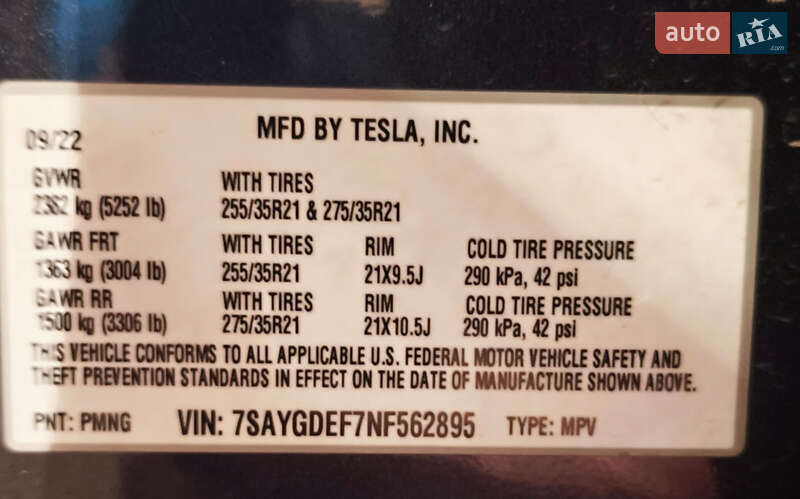 auto RIA.com
09/22 MFD BY TESLA, INC.
GVWR WITH TIRES
2382 kg (5252 lb) 255/35R21 & 275/35R21
GAWR FRT WITH TIRES RIM COLD TIRE PRESSURE
1363 kg (3004 lb) 255/35R21 21X9.5J 290 kPa, 42 psi
GAWR RR WITH TIRES RIM COLD TIRE PRESSURE
1500 kg (3306 lb) 275/35R21 21X10.5J 290 kPa, 42 psi
THIS VEHICLE CONFORMS TO ALL APPLICABLE U.S. FEDERAL MOTOR VEHICLE SAFETY AND
THEFT PREVENTION STANDARDS IN EFFECT ON THE DATE OF MANUFACTURE SHOWN ABOVE.
PNT: PMNG VIN: 7SAYGDEF7NF562895 TYPE: MPV